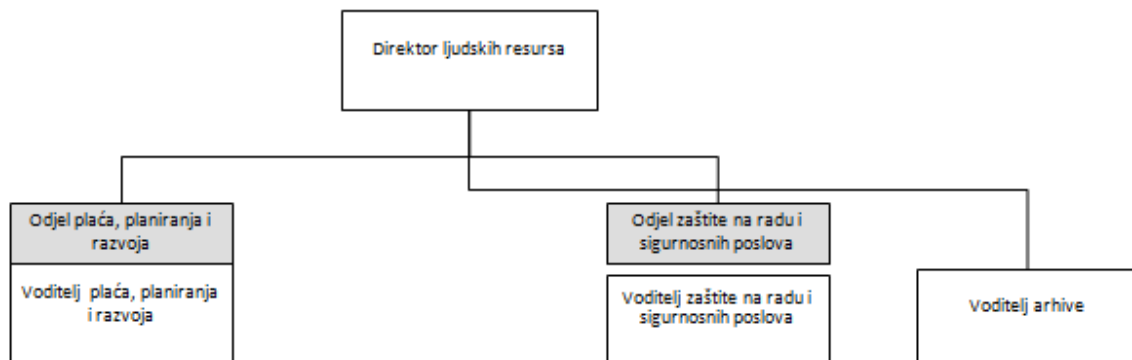 Direktor ljudskih resursa
Odjel plaća, planiranja i
razvoja
Voditelj plaća, planiranja
i razvoja
Odjel zaštite na radu i
sigurnosnih poslova
Voditelj zaštite na radu i
sigurnosnih poslova
Voditelj arhive